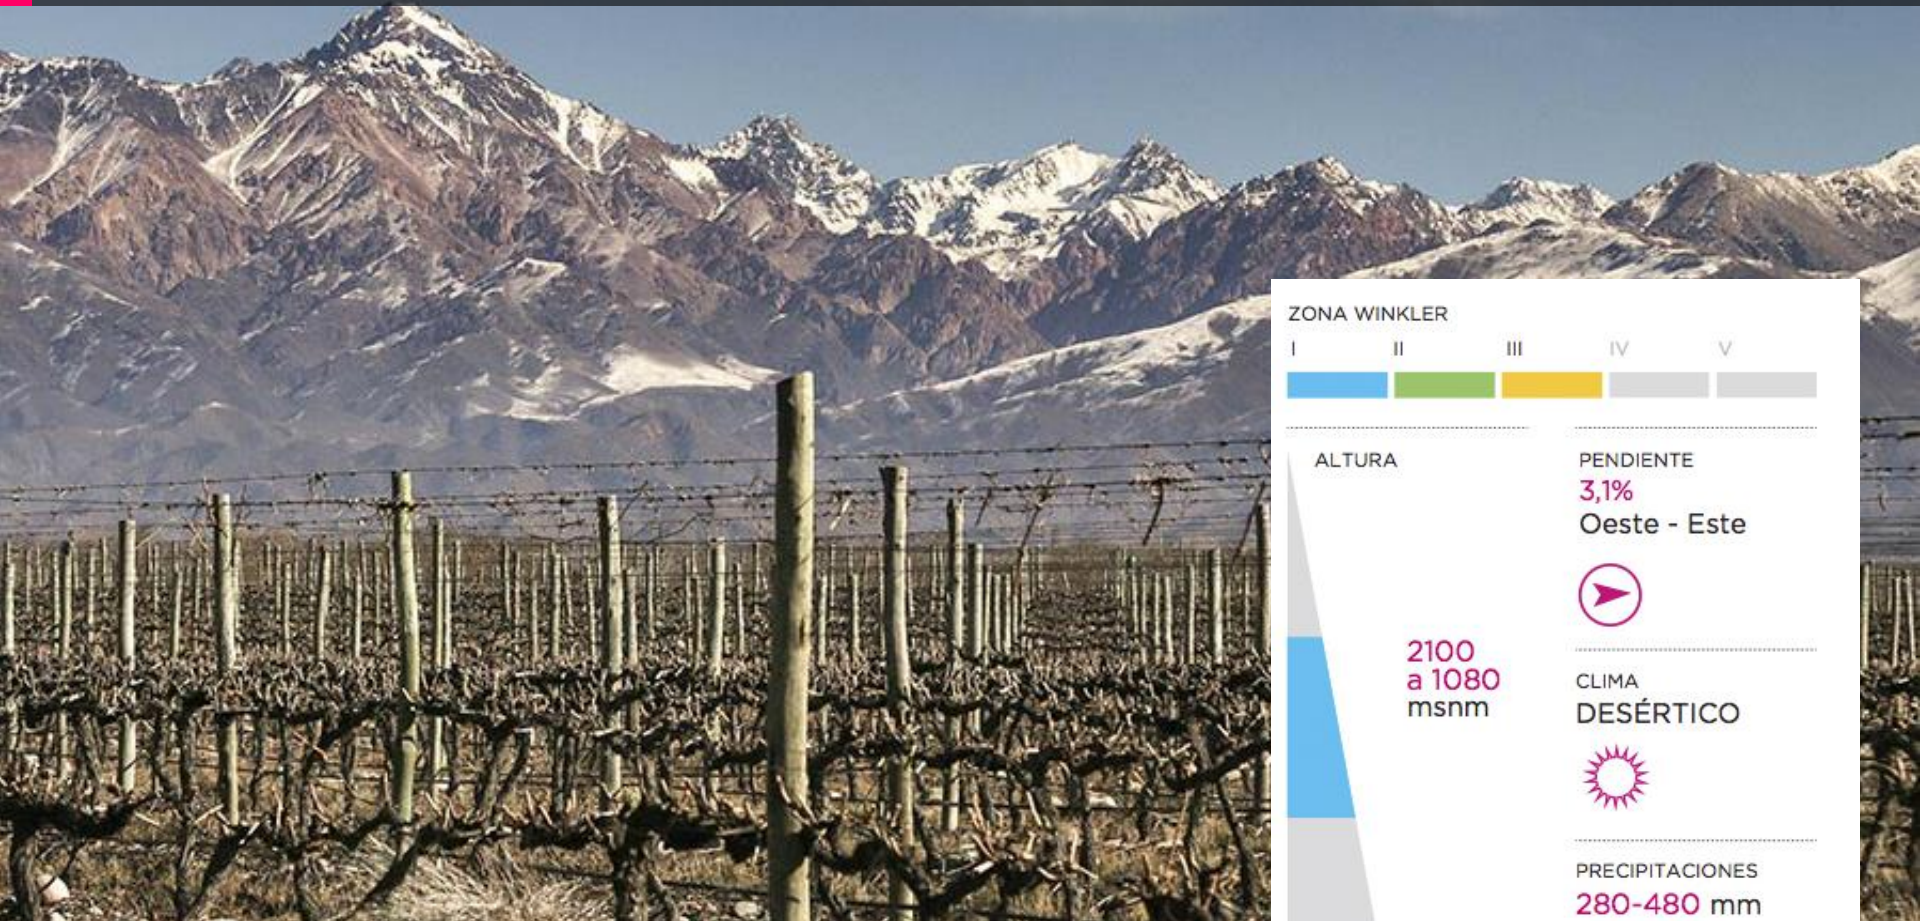 ZONA WINKLER
I II III IV V
ALTURA
2100
a 1080
msnm
PENDIENTE
3,1%
Oeste - Este
CLIMA
DESÉRTICO
PRECIPITACIONES
280-480 mm